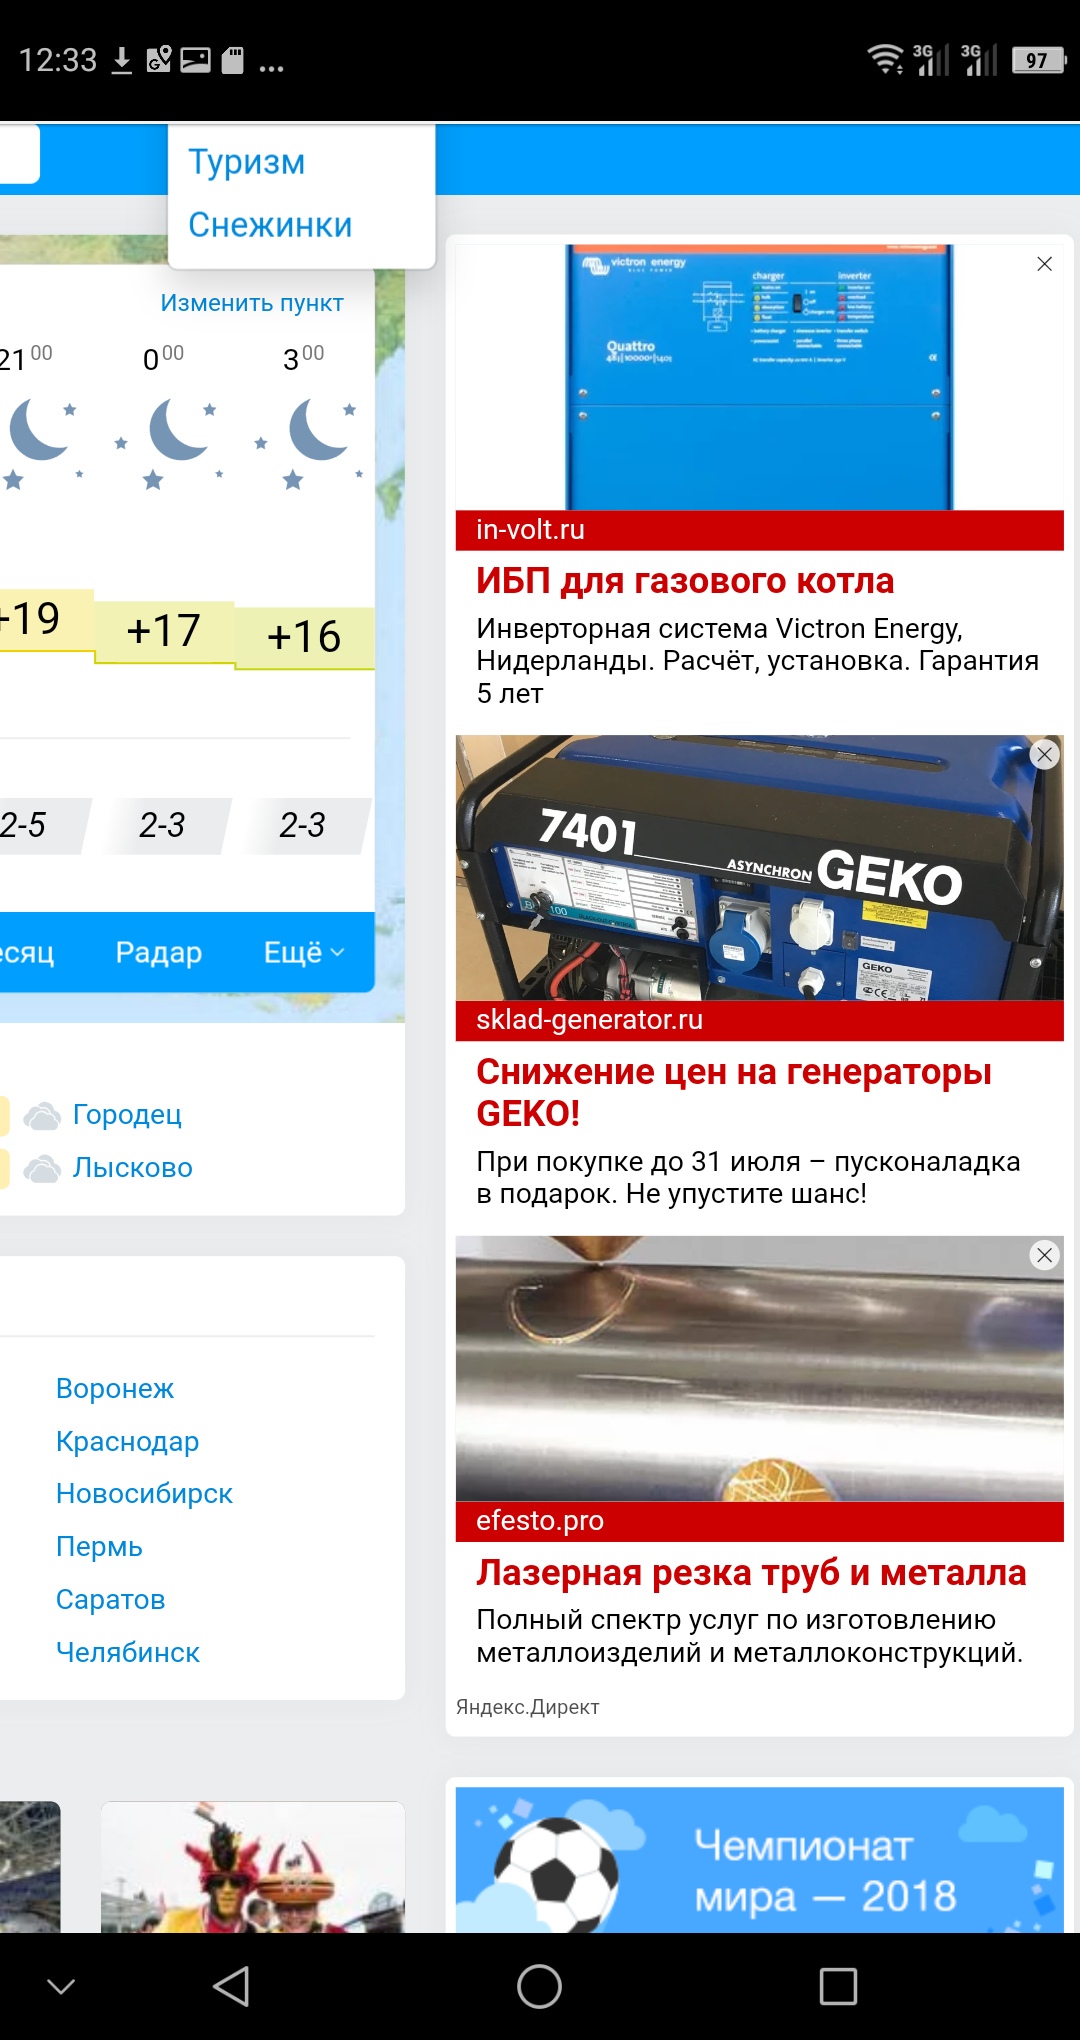 12:33
...
3G
3G
97
Туризм
Снежинки
Изменить пункт
21 00
0 00
3 00
+19
+17
+16
2-5
2-3
2-3
есяц
Радар
Ещё
Городец
Лысково
Воронеж
Краснодар
Новосибирск
Пермь
Саратов
Челябинск
victron energy
BLUE POWER
charger
inverter
Quattro
in-volt.ru
ИБП для газового котла
Инверторная система Victron Energy,
Нидерланды. Расчёт, установка. Гарантия
5 лет
7401
ASYNCHRON GEKO
GEKO
sklad-generator.ru
Снижение цен на генераторы
GEKO!
При покупке до 31 июля – пусконаладка
в подарок. Не упустите шанс!
efesto.pro
Лазерная резка труб и металла
Полный спектр услуг по изготовлению
металлоизделий и металлоконструкций.
Яндекс.Директ
Чемпионат
мира — 2018